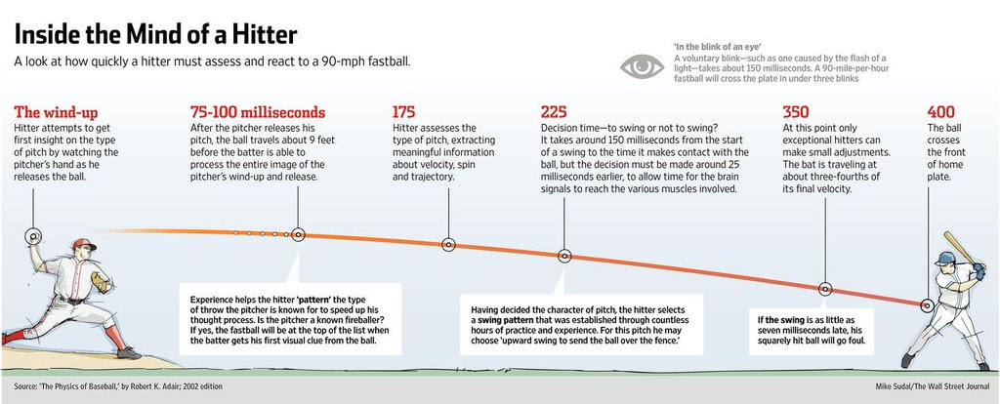 Inside the Mind of a Hitter
A look at how quickly a hitter must assess and react to a 90-mph fastball.
'In the blink of an eye'
A voluntary blink—such as one caused by the flash of a
light—takes about 150 milliseconds. A 90-mile-per-hour
fastball will cross the plate in under three blinks
The wind-up
Hitter attempts to get
first insight on the type
of pitch by watching the
pitcher's hand as he
releases the ball.
75-100 milliseconds
After the pitcher releases his
pitch, the ball travels about 9 feet
before the batter is able to
process the entire image of the
pitcher's wind-up and release.
175
Hitter assesses the
type of pitch, extracting
meaningful information
about velocity, spin
and trajectory.
225
Decision time—to swing or not to swing?
It takes around 150 milliseconds from the start
of a swing to the time it makes contact with the
ball, but the decision must be made around 25
milliseconds earlier, to allow time for the brain
signals to reach the various muscles involved.
350
At this point only
exceptional hitters can
make small adjustments.
The bat is traveling at
about three-fourths of
its final velocity.
400
The ball
crosses
the front
of home
plate.
Experience helps the hitter 'pattern' the type
of throw the pitcher is known for to speed up his
thought process. Is the pitcher a known fireballer?
If yes, the fastball will be at the top of the list when
the batter gets his first visual clue from the ball.
Having decided the character of pitch, the hitter selects
a swing pattern that was established through countless
hours of practice and experience. For this pitch he may
choose 'upward swing to send the ball over the fence.'
If the swing is as little as
seven milliseconds late, his
squarely hit ball will go foul.
Source: 'The Physics of Baseball,' by Robert K. Adair; 2002 edition
Mike Sudal/The Wall Street Journal